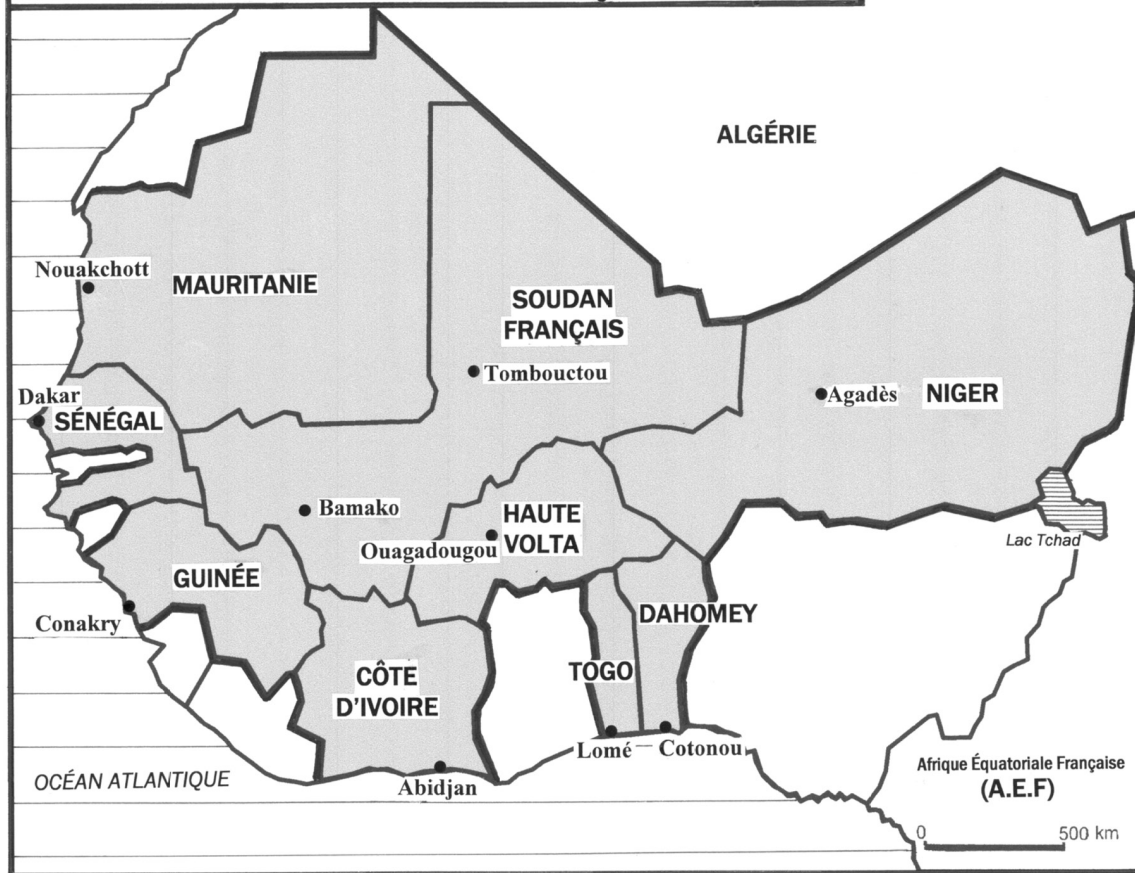 ALGÉRIE
Nouakchott
MAURITANIE
SOUDAN
FRANÇAIS
Tombouctou
Agadès
NIGER
Dakar
SÉNÉGAL
Bamako
HAUTE
VOLTA
Ouagadougou
Lac Tchad
GUINÉE
Conakry
DAHOMEY
TOGO
CÔTE
D'IVOIRE
Lomé
Cotonou
OCÉAN ATLANTIQUE
Abidjan
Afrique Équatoriale Française
(A.E.F)
0 500 km